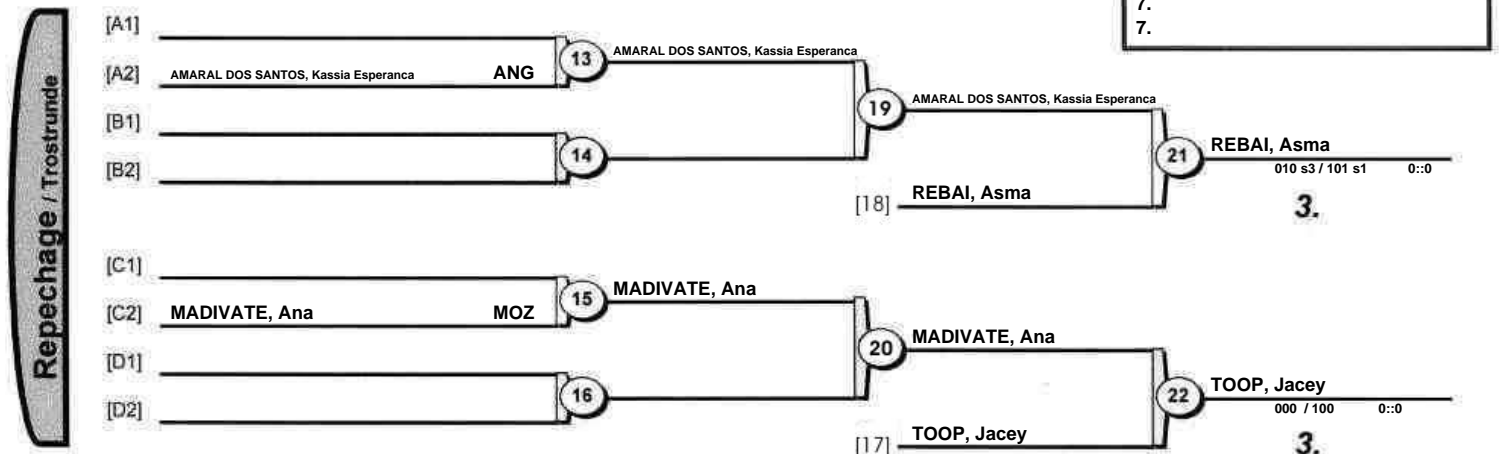 Repechage / Trostrunde
7.
7.
[A1]
[A2] AMARAL DOS SANTOS, Kassia Esperanca ANG
13 AMARAL DOS SANTOS, Kassia Esperanca
[B1]
[B2]
14
19 AMARAL DOS SANTOS, Kassia Esperanca
[18] REBAI, Asma
21 REBAI, Asma
010 s3 / 101 s1 0::0
3.
[C1]
[C2] MADIVATE, Ana MOZ
15 MADIVATE, Ana
[D1]
[D2]
16
20 MADIVATE, Ana
[17] TOOP, Jacey
22 TOOP, Jacey
000 / 100 0::0
3.